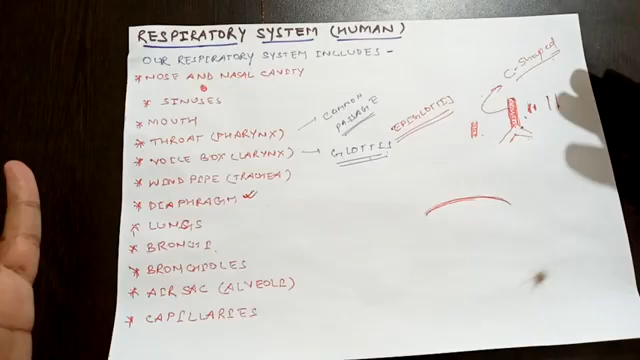 RESPIRATORY SYSTEM (HUMAN)
OUR RESPIRATORY SYSTEM INCLUDES -
* NOSE AND NASAL CAVITY
* SINUSES
* MOUTH
* THROAT (PHARYNX)
COMMON PASSAGE
* VOICE BOX (LARYNX)
GLOTTIS
EPIGLOTTIS
* WIND PIPE (TRACHEA)
* DIAPHRAGM
* LUNGS
* BRONCHI
* BRONCHIOLES
* AIR SAC (ALVEOLI)
* CAPILLARIES
C-Shaped